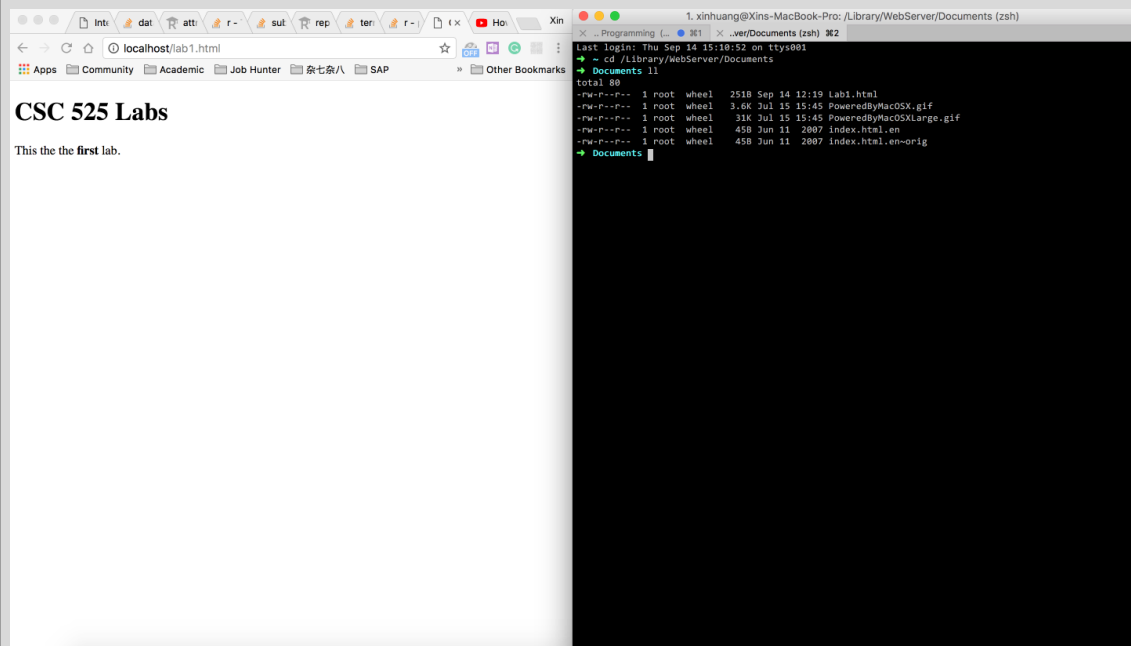 Inte
dat
att
r -
sul
rep
ter
r -
Hov
Xin
localhost/lab1.html
OFF
Apps Community Academic Job Hunter 杂七杂八 SAP » Other Bookmarks
CSC 525 Labs
This the the first lab.
1. xinhuang@Xins-MacBook-Pro: /Library/WebServer/Documents (zsh)
.. Programming (... ⌘1 ..ver/Documents (zsh) ⌘2
Last login: Thu Sep 14 15:10:52 on ttys001
➜ ~ cd /Library/WebServer/Documents
➜ Documents ll
total 80
-rw-r--r-- 1 root wheel 251B Sep 14 12:19 Lab1.html
-rw-r--r-- 1 root wheel 3.6K Jul 15 15:45 PoweredByMacOSX.gif
-rw-r--r-- 1 root wheel 31K Jul 15 15:45 PoweredByMacOSXLarge.gif
-rw-r--r-- 1 root wheel 45B Jun 11 2007 index.html.en
-rw-r--r-- 1 root wheel 45B Jun 11 2007 index.html.en~orig
➜ Documents